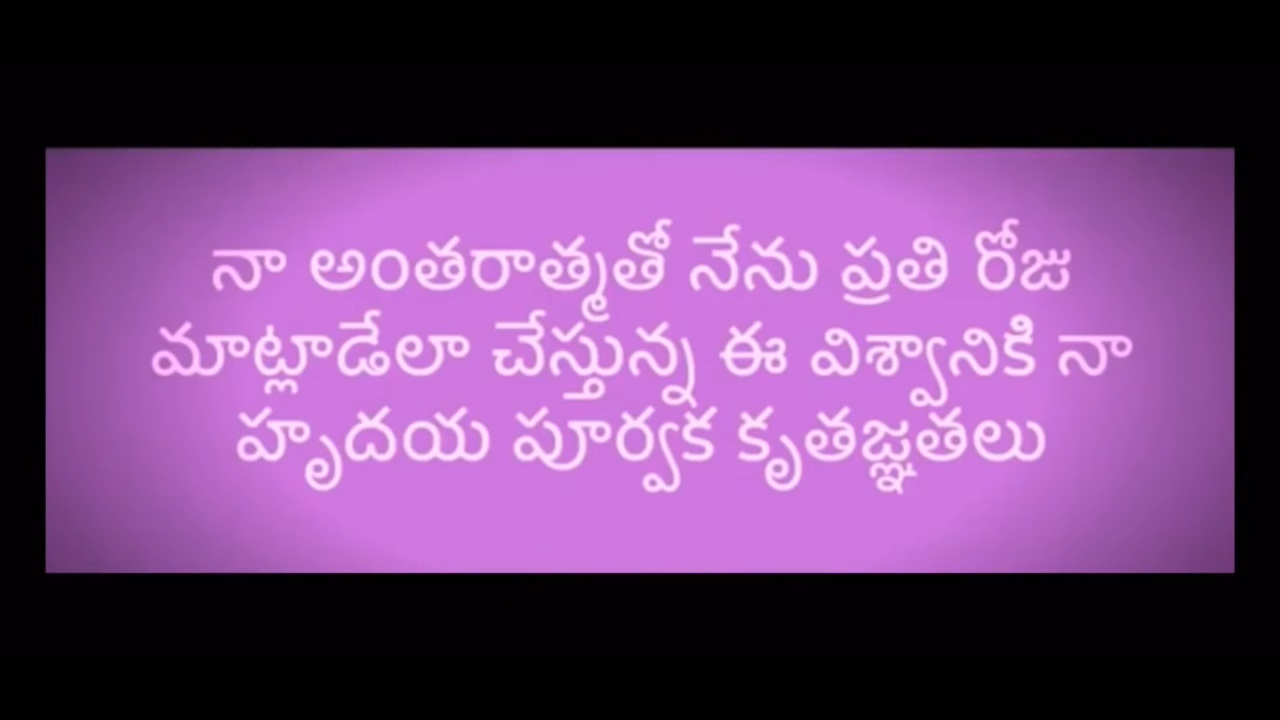 నా అంతరాత్మతో నేను ప్రతి రోజు
మాట్లాడేలా చేస్తున్న ఈ విశ్వానికి నా
హృదయ పూర్వక కృతజ్ఞతలు